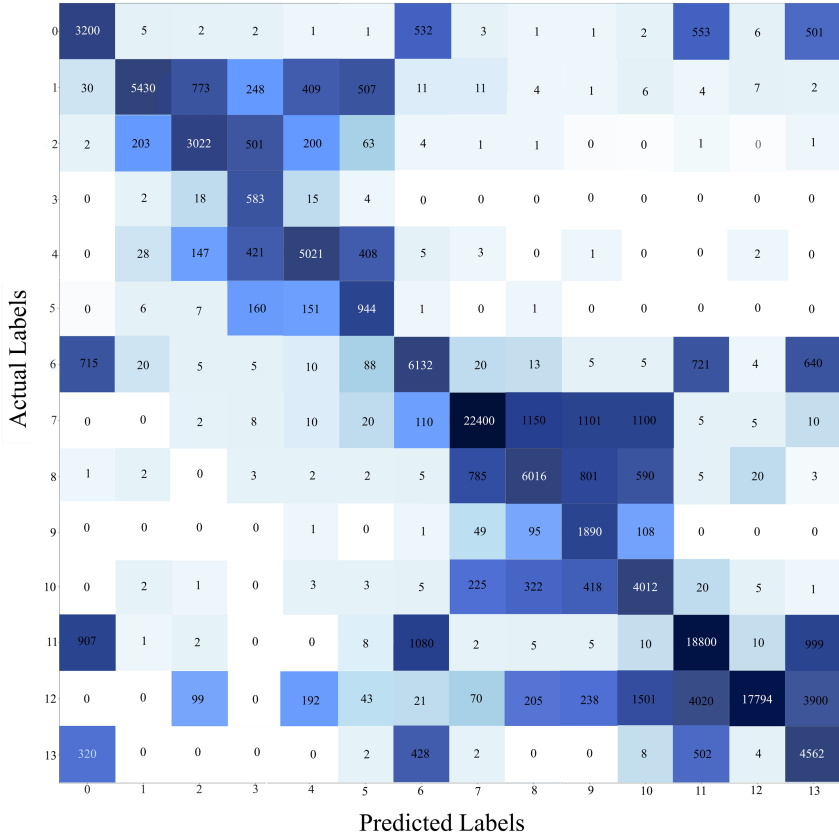 0 3200 5 2 2 1 1 532 3 1 1 2 553 6 501
1 30 5430 773 248 409 507 11 11 4 1 6 4 7 2
2 2 203 3022 501 200 63 4 1 1 0 0 1 0 1
3 0 2 18 583 15 4 0 0 0 0 0 0 0 0
4 0 28 147 421 5021 408 5 3 0 1 0 0 2 0
5 0 6 7 160 151 944 1 0 1 0 0 0 0 0
Actual Labels
6 715 20 5 5 10 88 6132 20 13 5 5 721 4 640
7 0 0 2 8 10 20 110 22400 1150 1101 1100 5 5 10
8 1 2 0 3 2 2 5 785 6016 801 590 5 20 3
9 0 0 0 0 1 0 1 49 95 1890 108 0 0 0
10 0 2 1 0 3 3 5 225 322 418 4012 20 5 1
11 907 1 2 0 0 8 1080 2 5 5 10 18800 10 999
12 0 0 99 0 192 43 21 70 205 238 1501 4020 17794 3900
13 320 0 0 0 0 2 428 2 0 0 8 502 4 4562
0 1 2 3 4 5 6 7 8 9 10 11 12 13
Predicted Labels